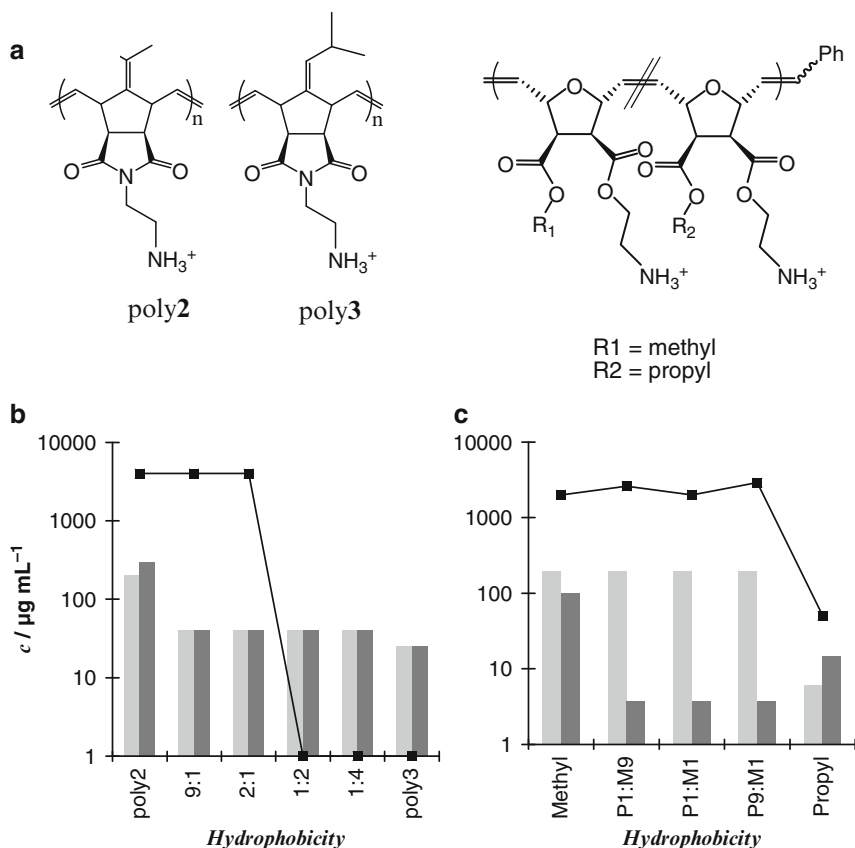 a
n
n
O
N
O
NH₃⁺
O
N
O
NH₃⁺
poly2
poly3
O
O
Ph
O
O
O
O
R₁
NH₃⁺
O
O
O
O
R₂
NH₃⁺
R1 = methyl
R2 = propyl
b
c / µg mL⁻¹
10000
1000
100
10
1
poly2
9:1
2:1
1:2
1:4
poly3
Hydrophobicity
c
10000
1000
100
10
1
Methyl
P1:M9
P1:M1
P9:M1
Propyl
Hydrophobicity